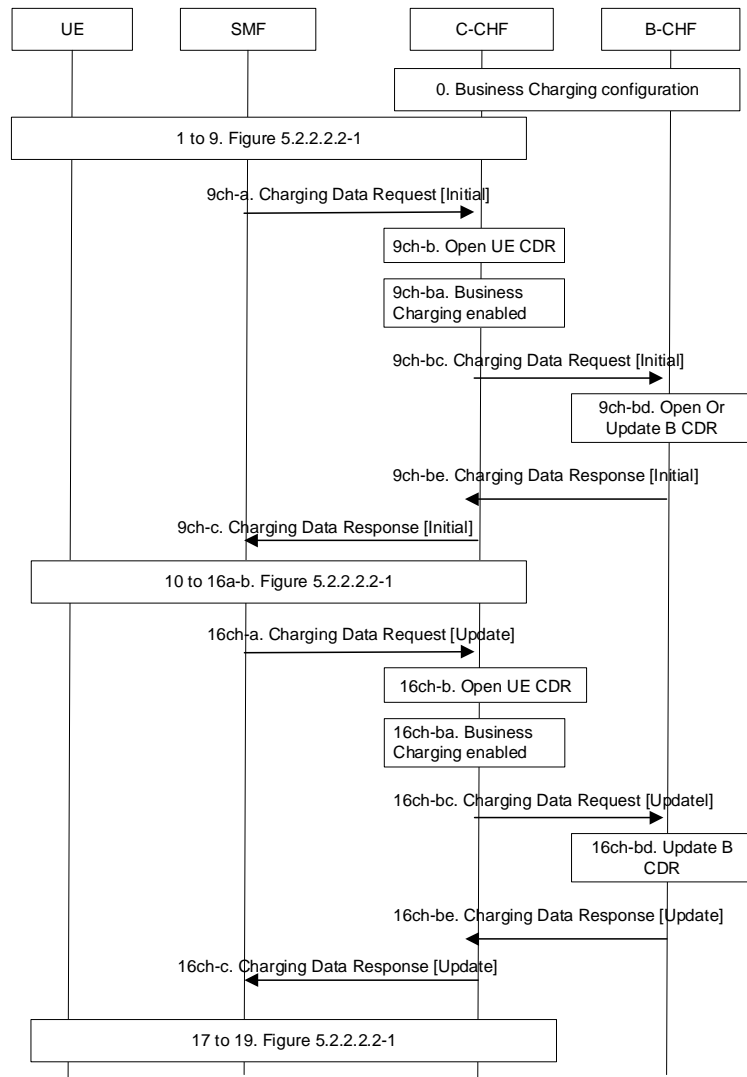 UE
SMF
C-CHF
B-CHF
0. Business Charging configuration
1 to 9. Figure 5.2.2.2.2-1
9ch-a. Charging Data Request [Initial]
9ch-b. Open UE CDR
9ch-ba. Business
Charging enabled
9ch-bc. Charging Data Request [Initial]
9ch-bd. Open Or
Update B CDR
9ch-be. Charging Data Response [Initial]
9ch-c. Charging Data Response [Initial]
10 to 16a-b. Figure 5.2.2.2.2-1
16ch-a. Charging Data Request [Update]
16ch-b. Open UE CDR
16ch-ba. Business
Charging enabled
16ch-bc. Charging Data Request [Updatel]
16ch-bd. Update B
CDR
16ch-be. Charging Data Response [Update]
16ch-c. Charging Data Response [Update]
17 to 19. Figure 5.2.2.2.2-1